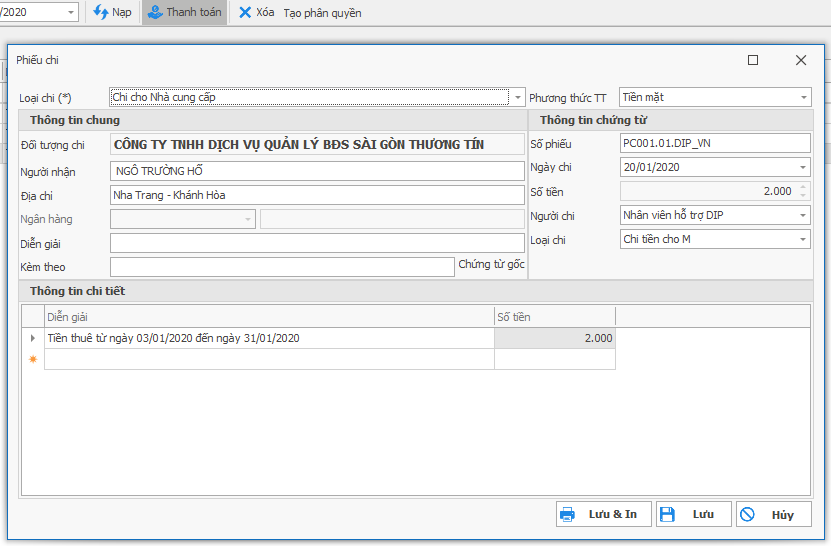 /2020 Nạp Thanh toán Xóa Tạo phân quyền
Phiếu chi
Loại chi (*) Chi cho Nhà cung cấp Phương thức TT Tiền mặt
Thông tin chung Thông tin chứng từ
Đối tượng chi CÔNG TY TNHH DỊCH VỤ QUẢN LÝ BĐS SÀI GÒN THƯƠNG TÍN Số phiếu PC001.01.DIP_VN
Người nhận NGÔ TRƯỜNG HỔ Ngày chi 20/01/2020
Địa chỉ Nha Trang - Khánh Hòa Số tiền 2.000
Ngân hàng Người chi Nhân viên hỗ trợ DIP
Diễn giải Loại chi Chi tiền cho M
Kèm theo Chứng từ gốc
Thông tin chi tiết
Diễn giải Số tiền
Tiền thuê từ ngày 03/01/2020 đến ngày 31/01/2020 2.000
Lưu & In Lưu Hủy